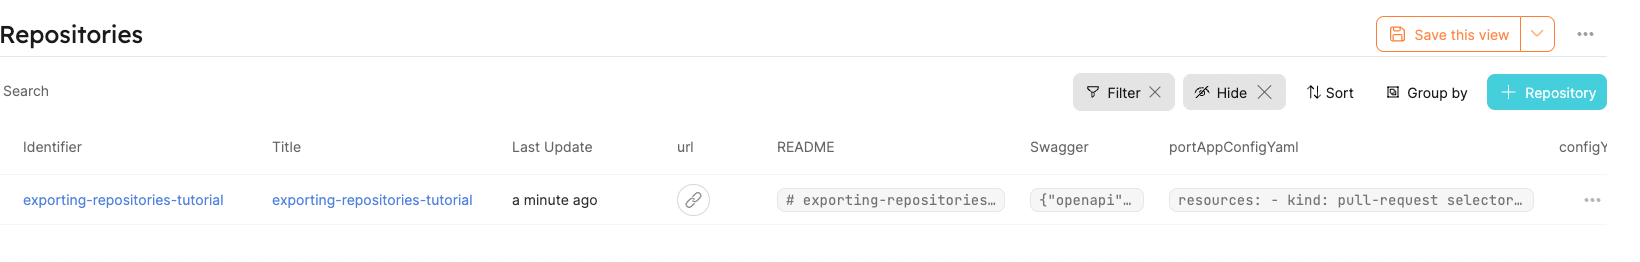 Repositories
Save this view
Search
Filter
Hide
Sort
Group by
Repository
Identifier Title Last Update url README Swagger portAppConfigYaml configY
exporting-repositories-tutorial exporting-repositories-tutorial a minute ago # exporting-repositories… {"openapi"… resources: - kind: pull-request selector…